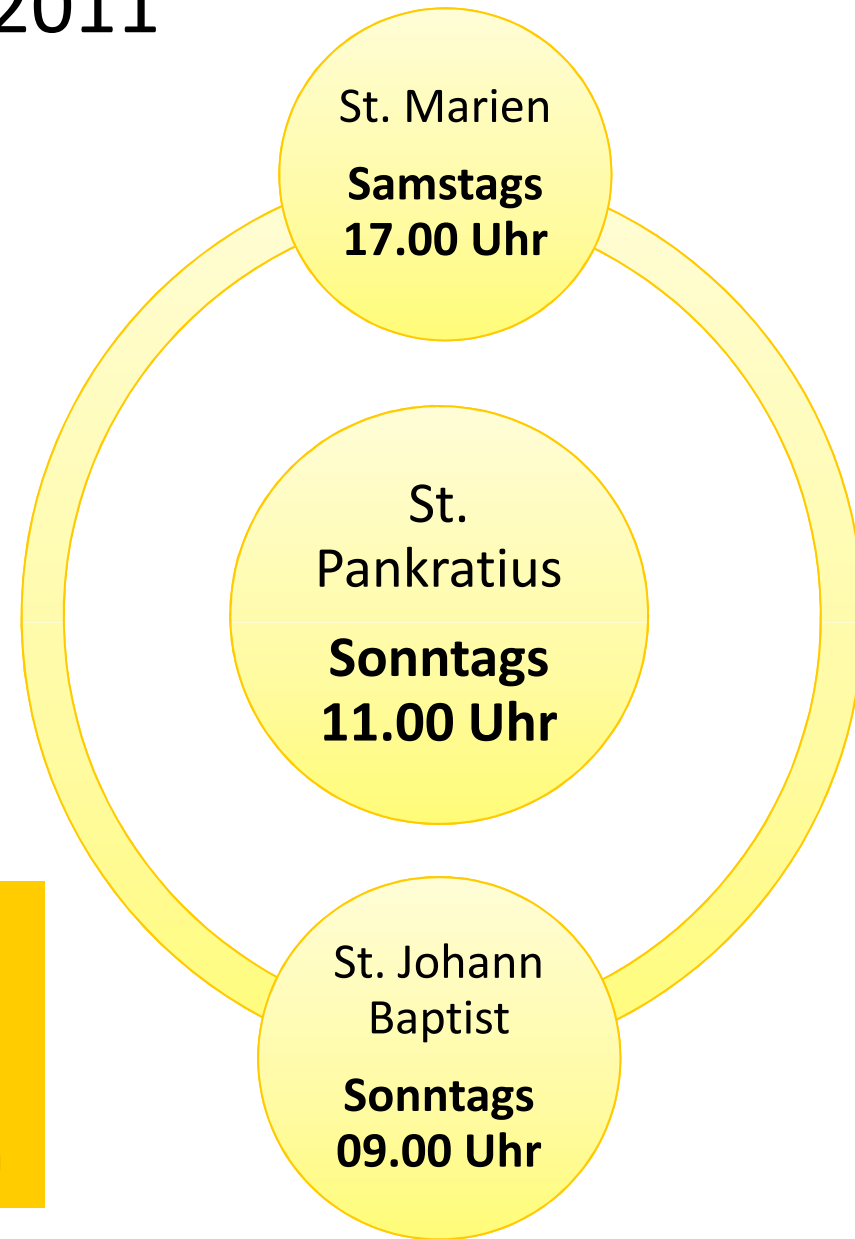 2011
St. Marien
Samstags
17.00 Uhr
St.
Pankratius
Sonntags
11.00 Uhr
St. Johann
Baptist
Sonntags
09.00 Uhr